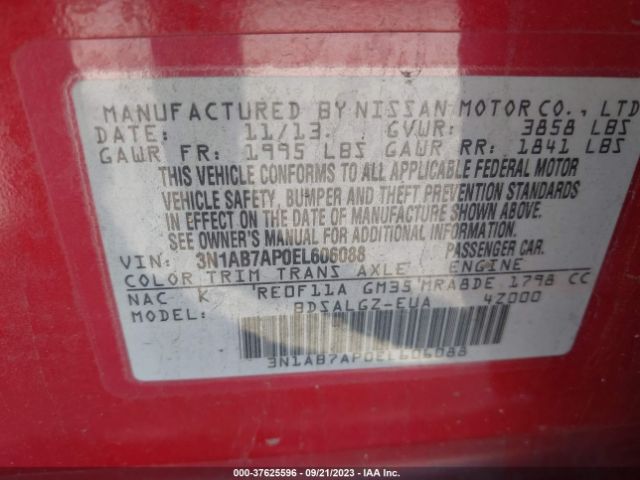 MANUFACTURED BY NISSAN MOTOR CO., LTD
DATE: 11/13. GVWR: 3858 LBS
GAWR FR: 1995 LBS GAWR RR: 1841 LBS
THIS VEHICLE CONFORMS TO ALL APPLICABLE FEDERAL MOTOR
VEHICLE SAFETY, BUMPER AND THEFT PREVENTION STANDARDS
IN EFFECT ON THE DATE OF MANUFACTURE SHOWN ABOVE.
SEE OWNER'S MANUAL FOR ADDITIONAL INFORMATION.
VIN: 3N1AB7AP0EL606088 PASSENGER CAR.
COLOR TRIM TRANS AXLE ENGINE
NAC K RE0F11A GM35 MRA8DE 1798 CC
MODEL: BDSALGZ-EUA 4Z000
3N1AB7AP0EL606088
000-37625596 - 09/21/2023 - IAA Inc.